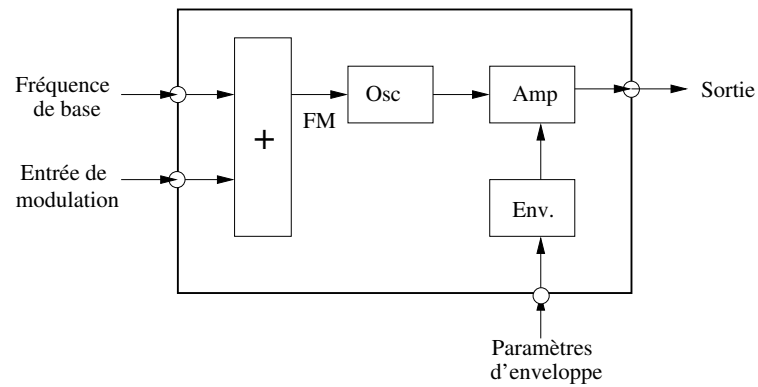 Fréquence
de base
Entrée de
modulation
+
FM
Osc
Amp
Env.
Sortie
Paramètres
d'enveloppe